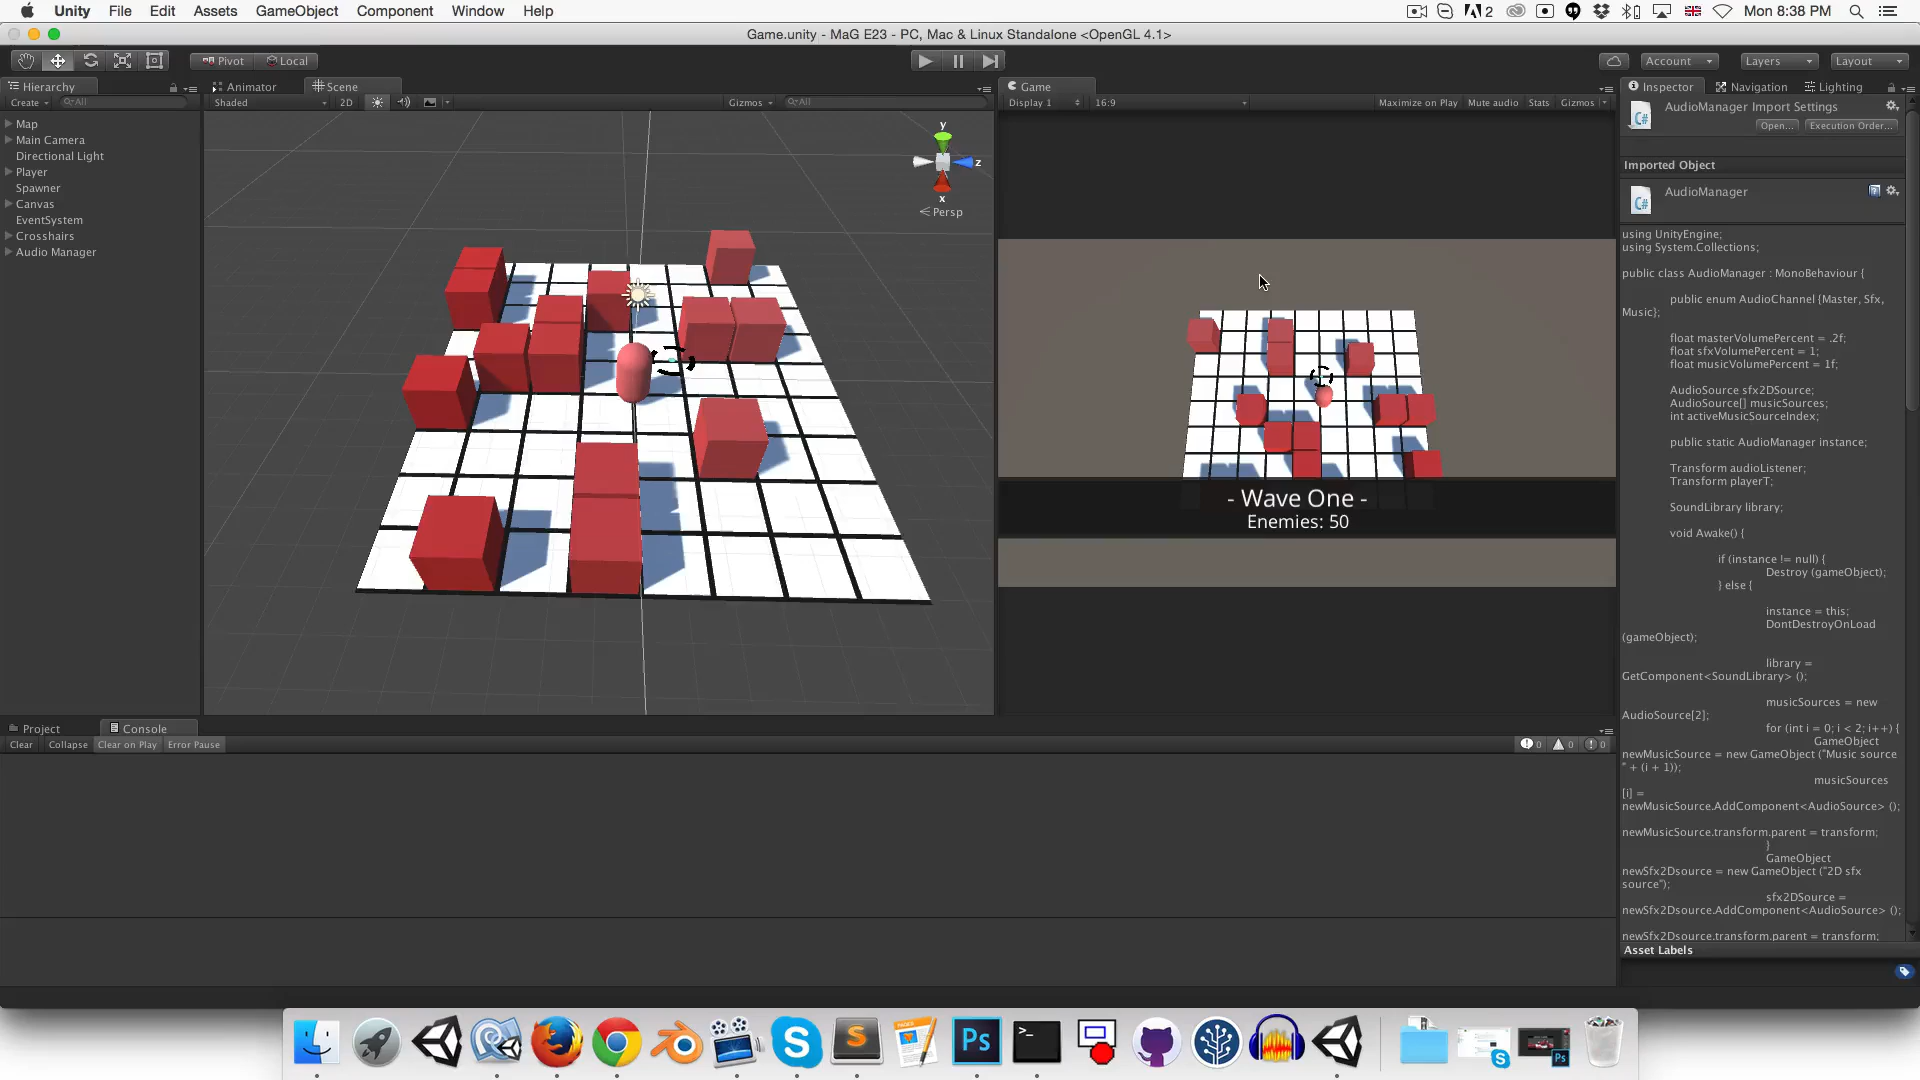 Unity File Edit Assets GameObject Component Window Help
2 Mon 8:38 PM
Game.unity - MaG E23 - PC, Mac & Linux Standalone <OpenGL 4.1>
Pivot Local Account Layers Layout
Hierarchy
Create All
Map
Main Camera
Directional Light
Player
Spawner
Canvas
EventSystem
Crosshairs
Audio Manager
Animator Scene
Shaded 2D Gizmos All
y
z
x
Persp
Game
Display 1 16:9 Maximize on Play Mute audio Stats Gizmos
- Wave One -
Enemies: 50
Project Console
Clear Collapse Clear on Play Error Pause 0 0 0
Inspector Navigation Lighting
AudioManager Import Settings
Open... Execution Order...
Imported Object
AudioManager
C#
using UnityEngine;
using System.Collections;
public class AudioManager : MonoBehaviour {
public enum AudioChannel {Master, Sfx,
Music};
float masterVolumePercent = .2f;
float sfxVolumePercent = 1;
float musicVolumePercent = 1f;
AudioSource sfx2DSource;
AudioSource[] musicSources;
int activeMusicSourceIndex;
public static AudioManager instance;
Transform audioListener;
Transform playerT;
SoundLibrary library;
void Awake() {
if (instance != null) {
Destroy (gameObject);
} else {
instance = this;
DontDestroyOnLoad
(gameObject);
library =
GetComponent<SoundLibrary> ();
musicSources = new
AudioSource[2];
for (int i = 0; i < 2; i++) {
GameObject
newMusicSource = new GameObject ("Music source
" + (i + 1));
musicSources
[i] =
newMusicSource.AddComponent<AudioSource> ();
newMusicSource.transform.parent = transform;
}
GameObject
newSfx2Dsource = new GameObject ("2D sfx
source");
sfx2DSource =
newSfx2Dsource.AddComponent<AudioSource> ();
newSfx2Dsource.transform.parent = transform;
Asset Labels
S PAGES Ps >_
S Ps